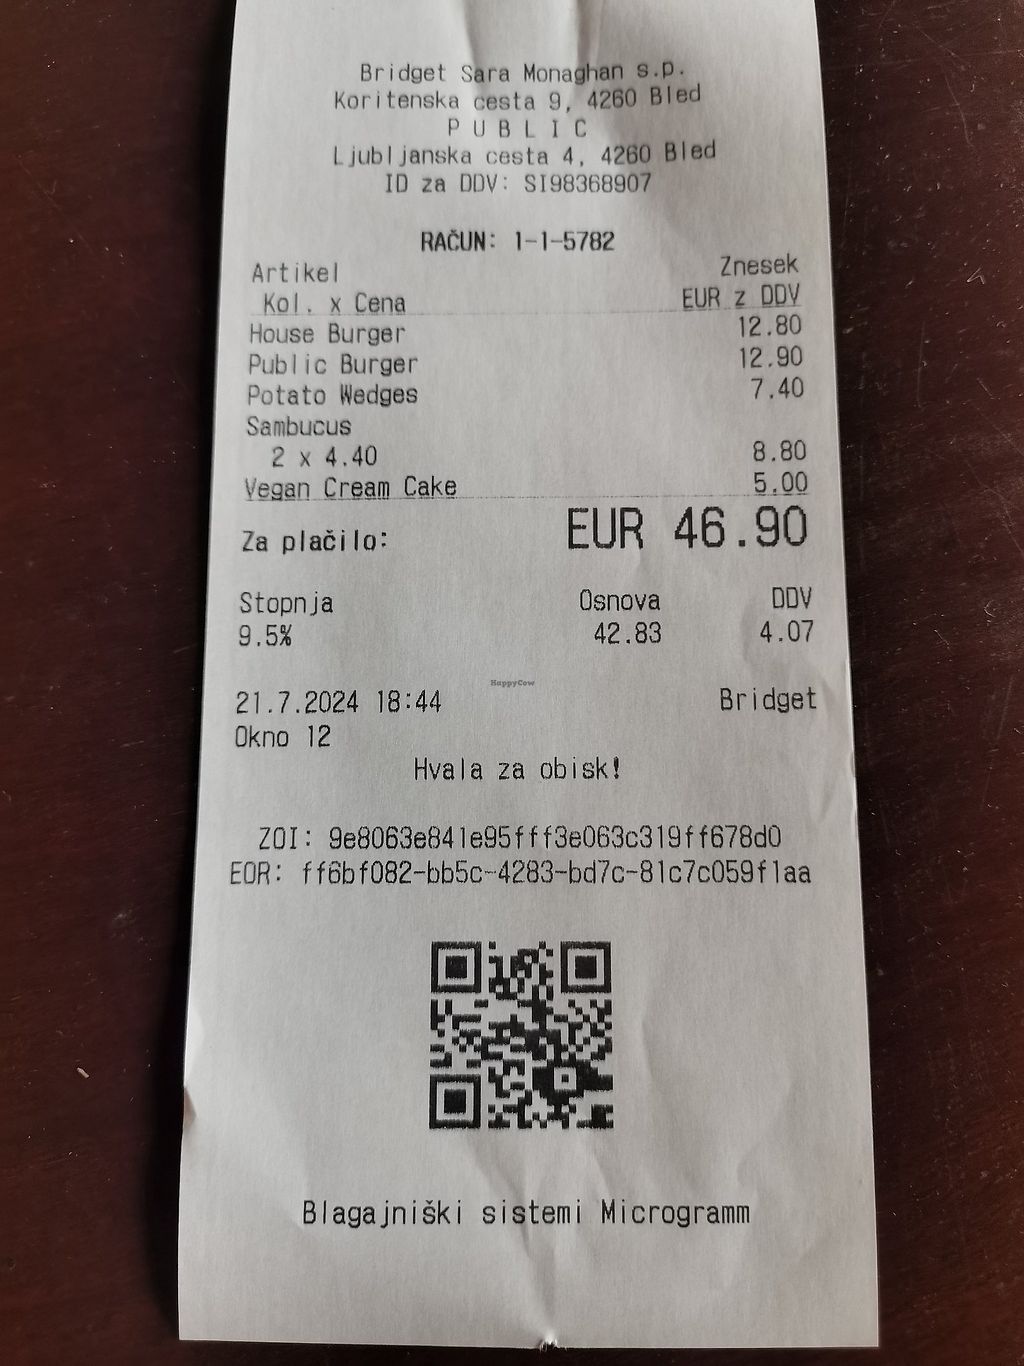 Bridget Sara Monaghan s.p.
Koritenska cesta 9, 4260 Bled
P U B L I C
Ljubljanska cesta 4, 4260 Bled
ID za DDV: SI98368907
RAČUN: 1-1-5782
Artikel Znesek
Kol. x Cena EUR z DDV
House Burger 12.80
Public Burger 12.90
Potato Wedges 7.40
Sambucus
2 x 4.40 8.80
Vegan Cream Cake 5.00
Za plačilo: EUR 46.90
Stopnja Osnova DDV
9.5% 42.83 4.07
HappyCow
21.7.2024 18:44 Bridget
Okno 12
Hvala za obisk!
ZOI: 9e8063e841e95fff3e063c319ff678d0
EOR: ff6bf082-bb5c-4283-bd7c-81c7c059f1aa
Blagajniški sistemi Microgramm